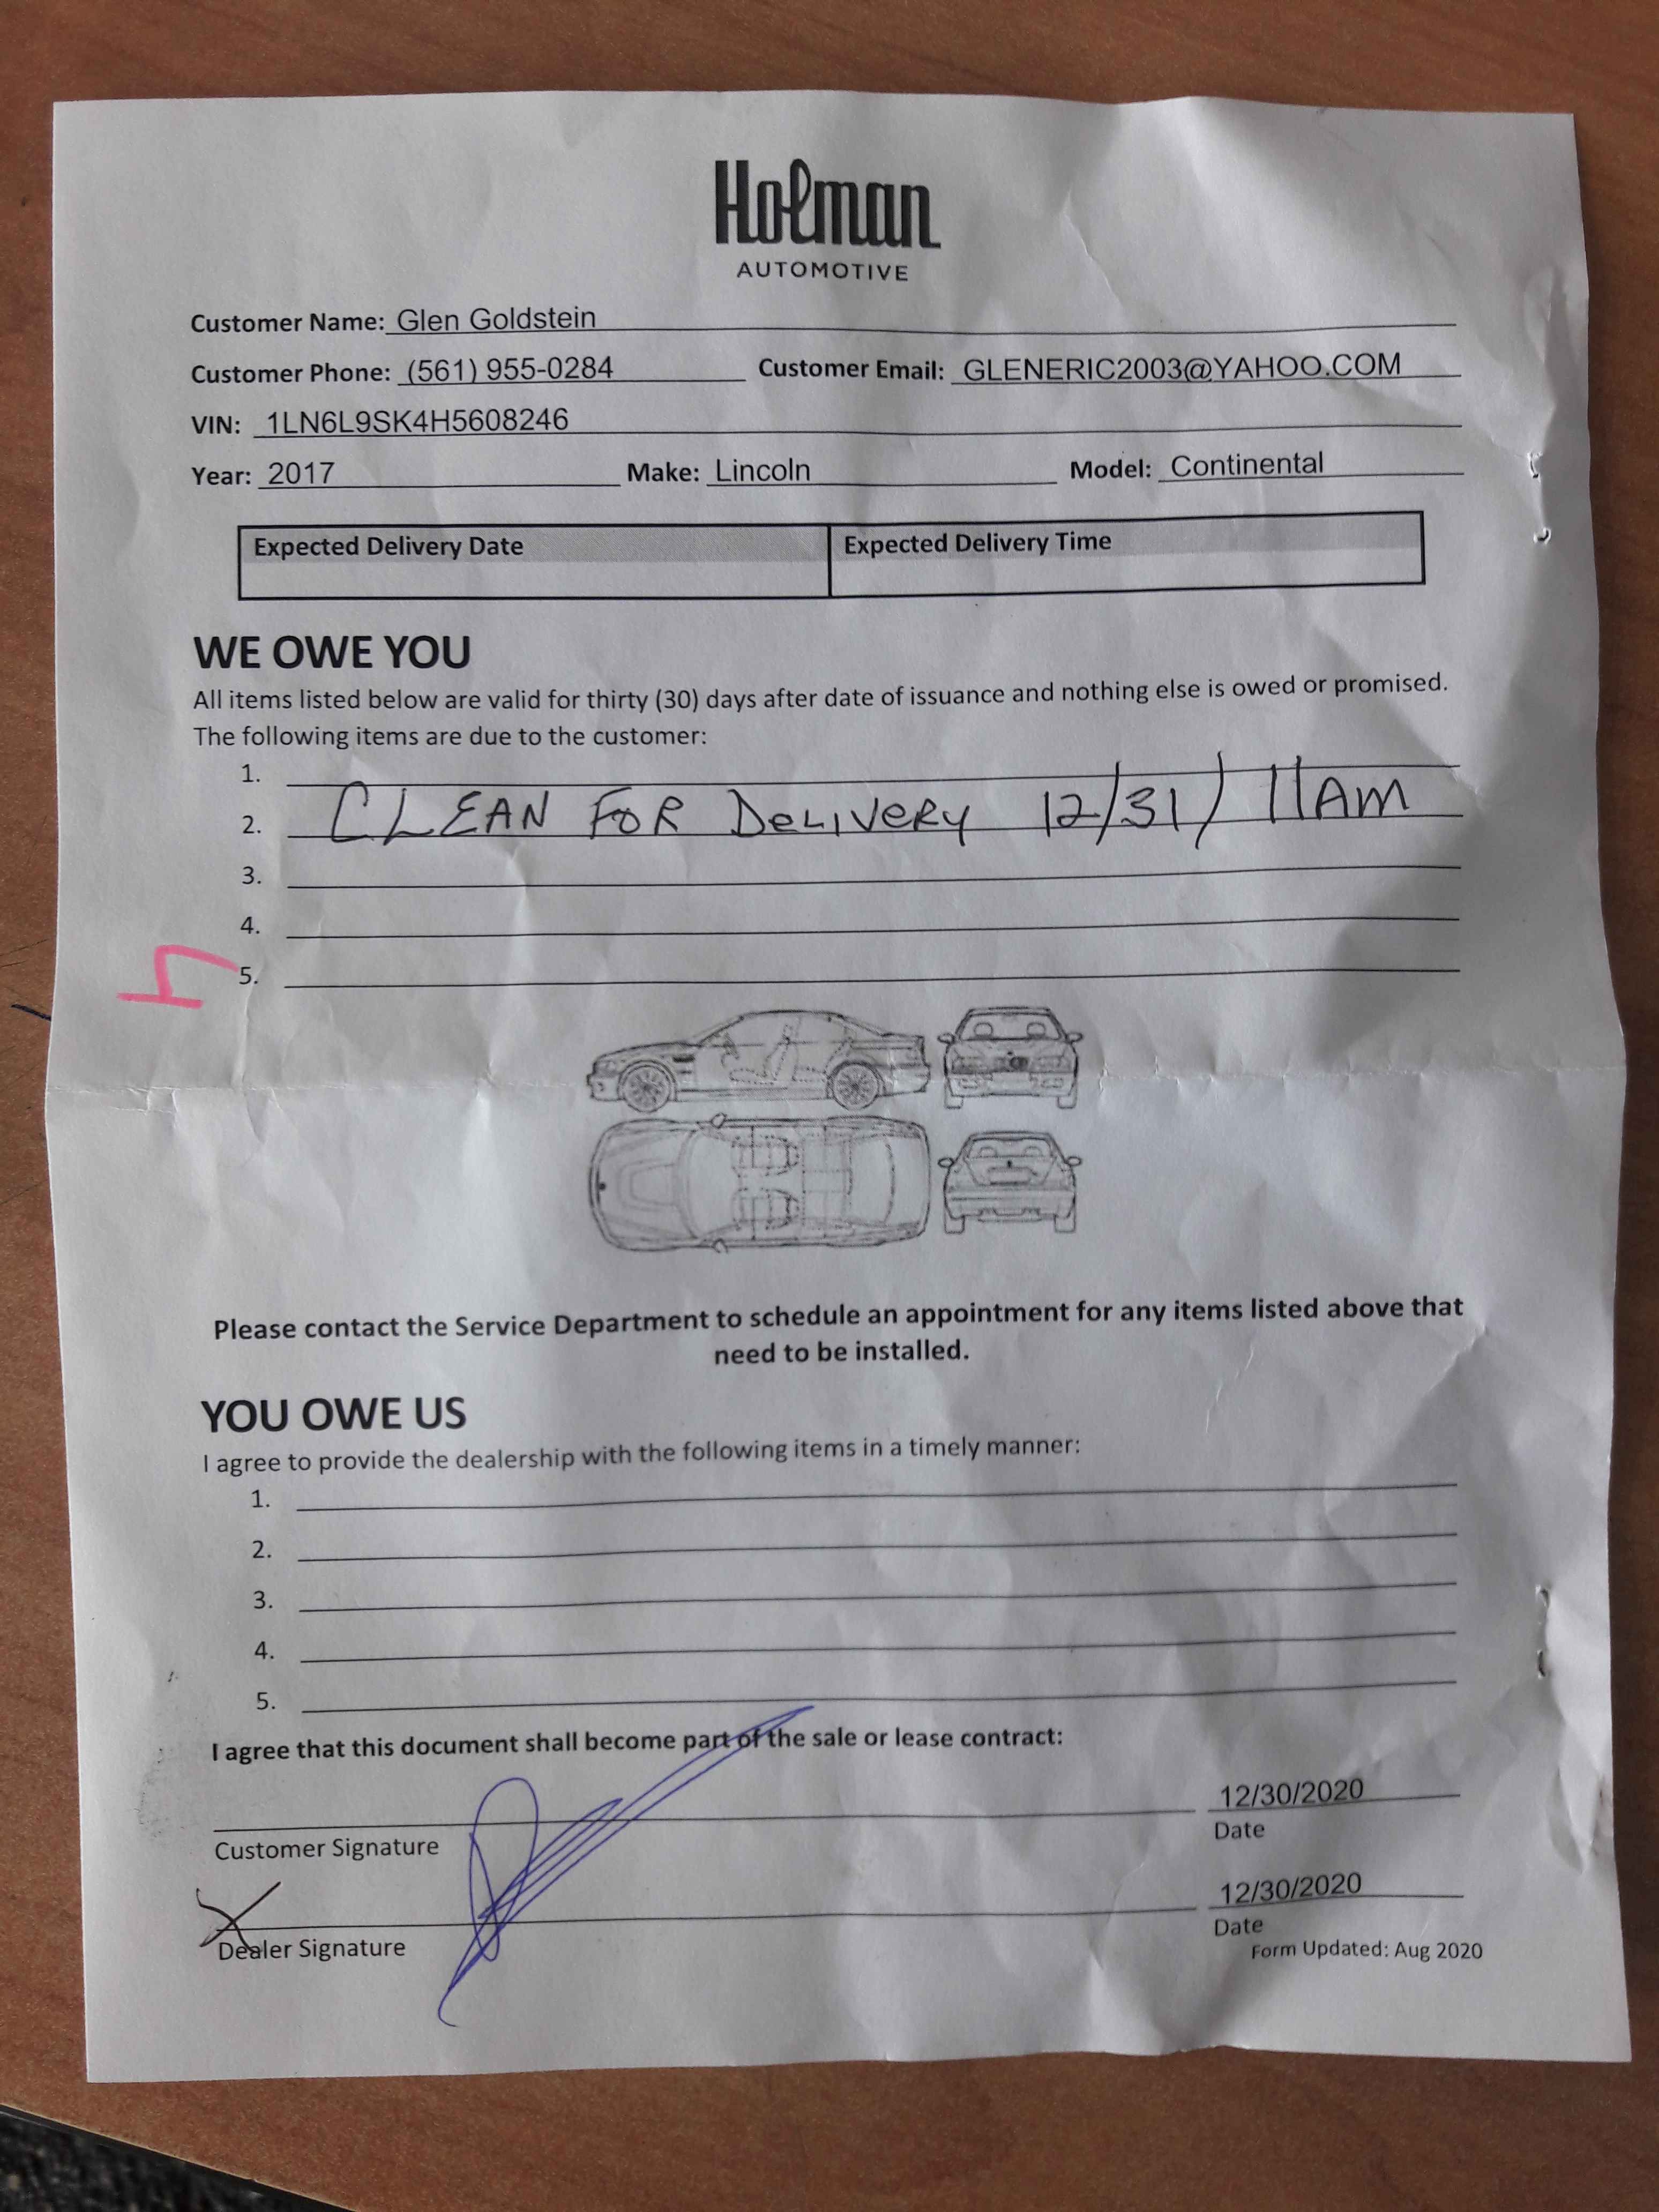 Holman
AUTOMOTIVE
Customer Name: Glen Goldstein
Customer Phone: (561) 955-0284 Customer Email: GLENERIC2003@YAHOO.COM
VIN: 1LN6L9SK4H5608246
Year: 2017 Make: Lincoln Model: Continental
Expected Delivery Date Expected Delivery Time
WE OWE YOU
All items listed below are valid for thirty (30) days after date of issuance and nothing else is owed or promised.
The following items are due to the customer:
1.
2. CLEAN FOR DELIVERY 12/31/ 11AM
3.
4.
5.
4
Please contact the Service Department to schedule an appointment for any items listed above that
need to be installed.
YOU OWE US
I agree to provide the dealership with the following items in a timely manner:
1.
2.
3.
4.
5.
I agree that this document shall become part of the sale or lease contract:
12/30/2020
Customer Signature Date
X 12/30/2020
Dealer Signature Date
Form Updated: Aug 2020